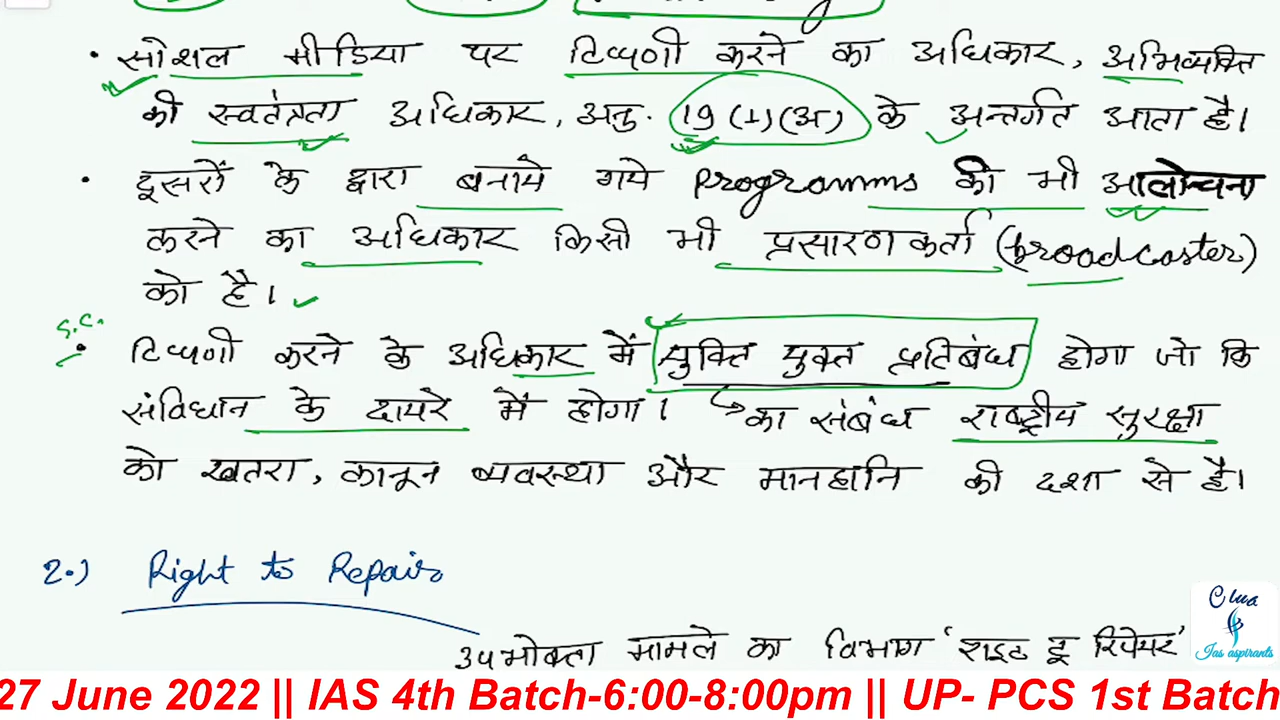 • सोशल मीडिया पर टिप्पणी करने का अधिकार, अभिव्यक्ति
की स्वतंत्रता अधिकार, अनु. 19 (1) (अ) के अन्तर्गत आता है।
• दूसरों के द्वारा बनाये गये Programms की भी आलोचना
करने का अधिकार किसी भी प्रसारणकर्ता (broadcaster)
को है।
S.C.
• टिप्पणी करने के अधिकार में युक्ति युक्त प्रतिबंध होगा जो कि
संविधान के दायरे में होगा। का संबंध राष्ट्रीय सुरक्षा
को खतरा, कानून व्यवस्था और मानहानि की दशा से है।
2.) Right to Repair
उपभोक्ता मामले का विभाग 'राइट टू रिपेयर'
Clua
Ias aspirants
27 June 2022 || IAS 4th Batch-6:00-8:00pm || UP- PCS 1st Batch